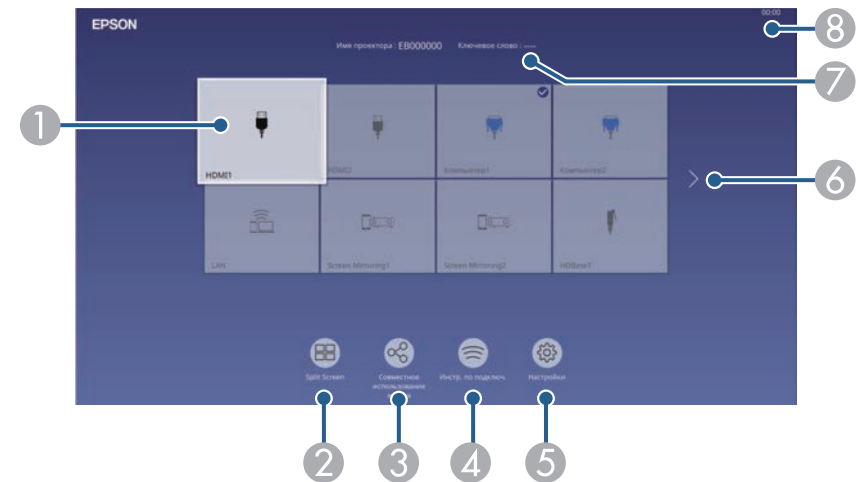 EPSON
00:00
Имя проектора : EB000000 Ключевое слово : ----
HDMI1
HDMI2
Компьютер1
Компьютер2
LAN
Screen Mirroring1
Screen Mirroring2
HDBaseT
Split Screen
Совместное
использование
Инстр. по подключ.
Настройки
1
2
3
4
5
6
7
8